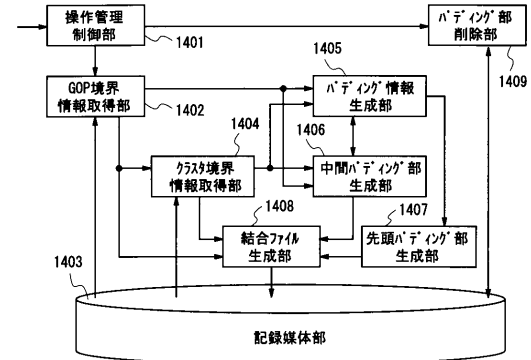 操作管理
制御部
1401
ﾊﾟﾃﾞｨﾝｸﾞ部
削除部
1409
GOP境界
情報取得部
1402
1405
ﾊﾟﾃﾞｨﾝｸﾞ情報
生成部
1404
ｸﾗｽﾀ境界
情報取得部
1406
中間ﾊﾟﾃﾞｨﾝｸﾞ部
生成部
1408
結合ﾌｧｲﾙ
生成部
1407
先頭ﾊﾟﾃﾞｨﾝｸﾞ部
生成部
1403
記録媒体部